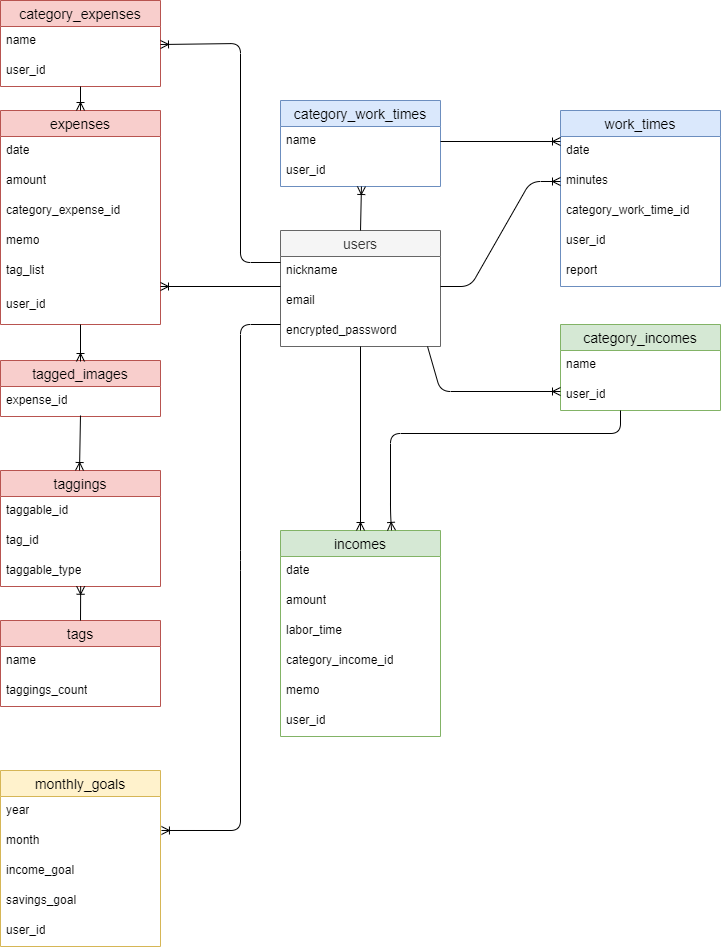 category_expenses
name
user_id
expenses
date
amount
category_expense_id
memo
tag_list
user_id
tagged_images
expense_id
taggings
taggable_id
tag_id
taggable_type
tags
name
taggings_count
monthly_goals
year
month
income_goal
savings_goal
user_id
category_work_times
name
user_id
users
nickname
email
encrypted_password
incomes
date
amount
labor_time
category_income_id
memo
user_id
work_times
date
minutes
category_work_time_id
user_id
report
category_incomes
name
user_id